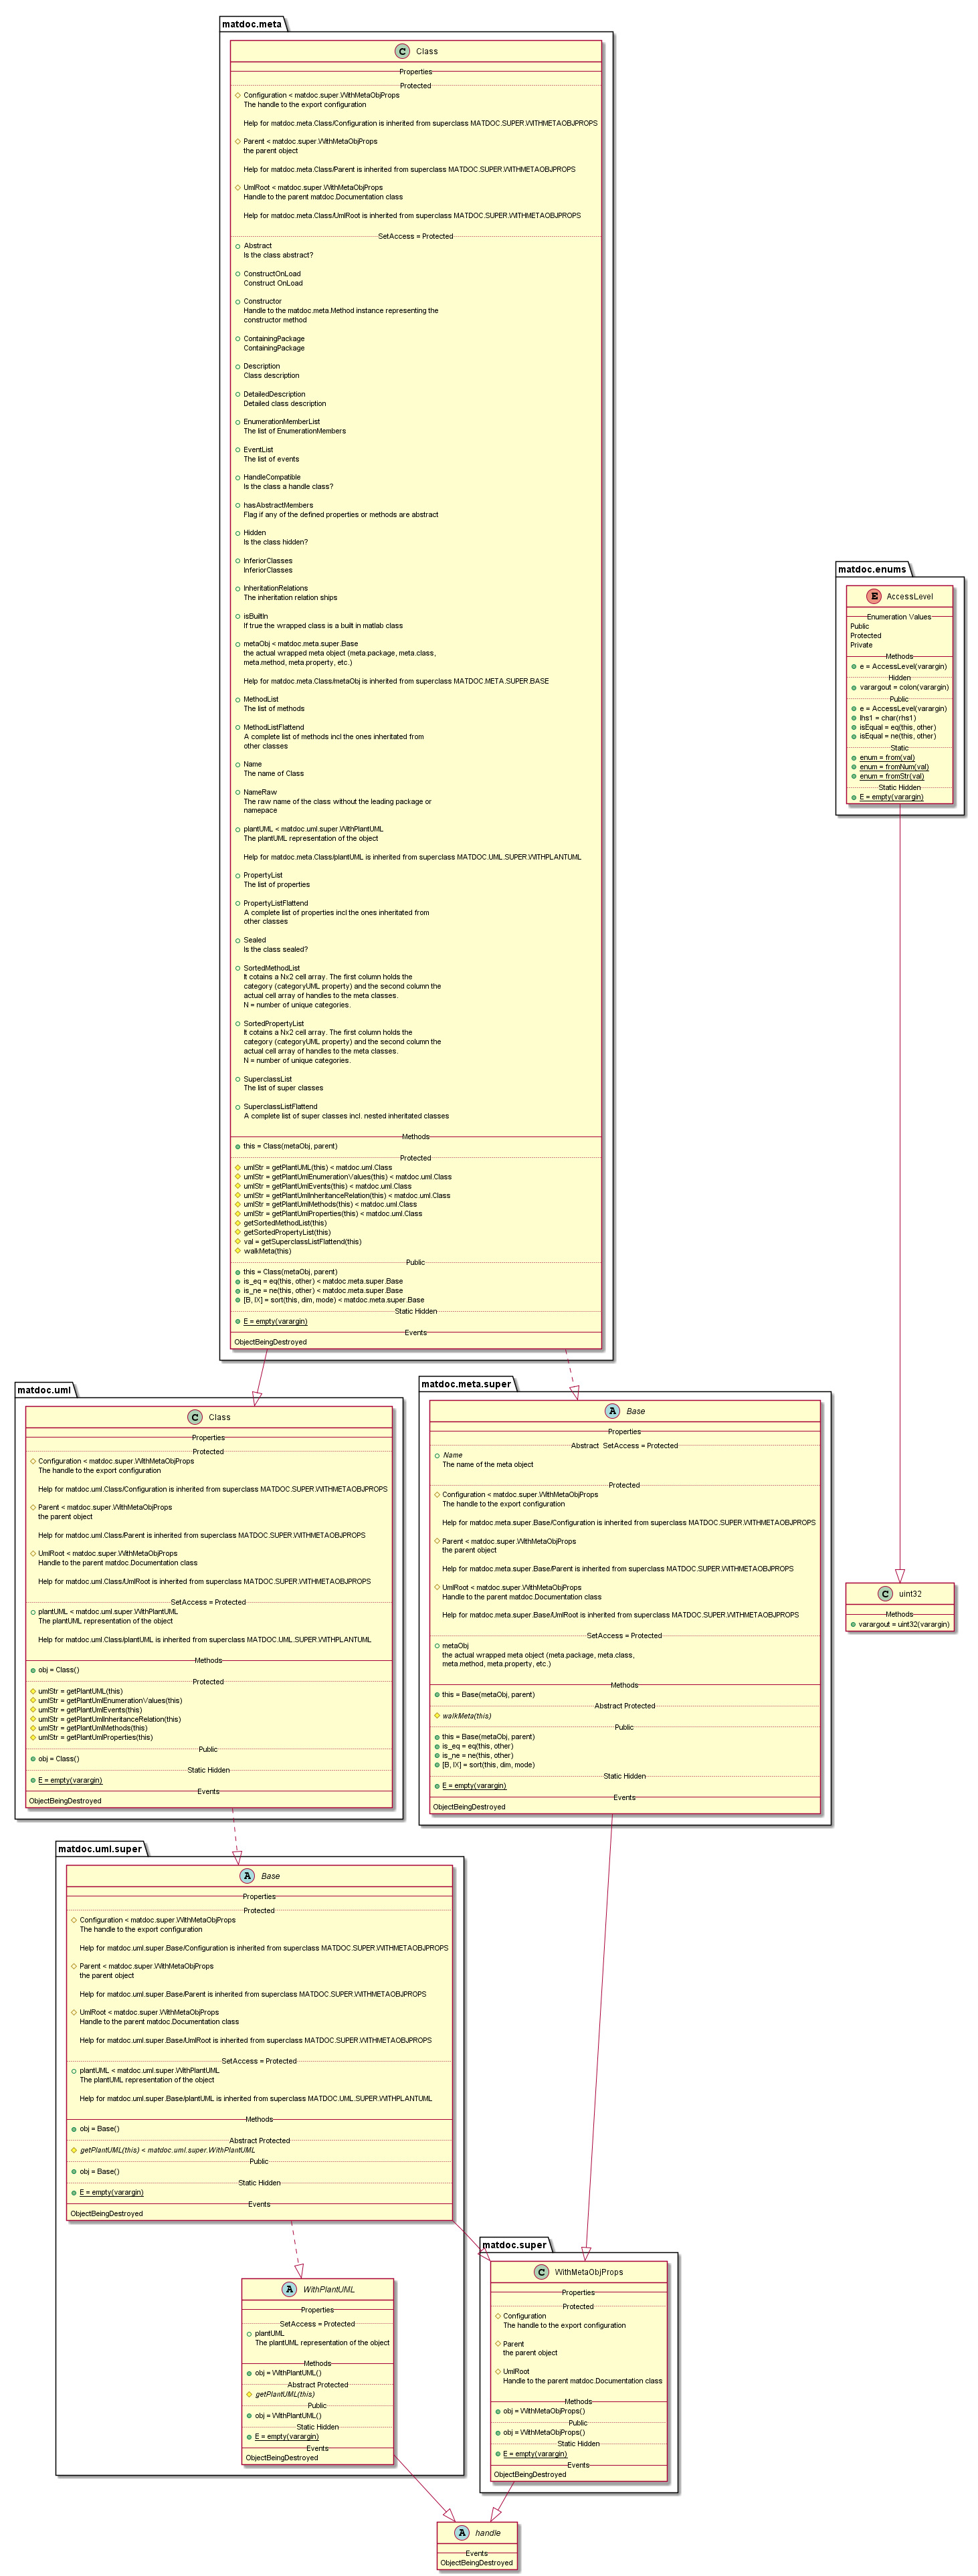 matdoc.meta
C Class
Properties
Protected
Configuration < matdoc.super.WithMetaObjProps
The handle to the export configuration
Help for matdoc.meta.Class/Configuration is inherited from superclass MATDOC.SUPER.WITHMETAOBJPROPS
Parent < matdoc.super.WithMetaObjProps
the parent object
Help for matdoc.meta.Class/Parent is inherited from superclass MATDOC.SUPER.WITHMETAOBJPROPS
UmlRoot < matdoc.super.WithMetaObjProps
Handle to the parent matdoc.Documentation class
Help for matdoc.meta.Class/UmlRoot is inherited from superclass MATDOC.SUPER.WITHMETAOBJPROPS
SetAccess = Protected
Abstract
Is the class abstract?
ConstructOnLoad
Construct OnLoad
Constructor
Handle to the matdoc.meta.Method instance representing the
constructor method
ContainingPackage
ContainingPackage
Description
Class description
DetailedDescription
Detailed class description
EnumerationMemberList
The list of EnumerationMembers
EventList
The list of events
HandleCompatible
Is the class a handle class?
hasAbstractMembers
Flag if any of the defined properties or methods are abstract
Hidden
Is the class hidden?
InferiorClasses
InferiorClasses
InheritationRelations
The inheritation relation ships
isBuiltIn
If true the wrapped class is a built in matlab class
metaObj < matdoc.meta.super.Base
the actual wrapped meta object (meta.package, meta.class,
meta.method, meta.property, etc.)
Help for matdoc.meta.Class/metaObj is inherited from superclass MATDOC.META.SUPER.BASE
MethodList
The list of methods
MethodListFlattend
A complete list of methods incl the ones inheritated from
other classes
Name
The name of Class
NameRaw
The raw name of the class without the leading package or
namepace
plantUML < matdoc.uml.super.WithPlantUML
The plantUML representation of the object
Help for matdoc.meta.Class/plantUML is inherited from superclass MATDOC.UML.SUPER.WITHPLANTUML
PropertyList
The list of properties
PropertyListFlattend
A complete list of properties incl the ones inheritated from
other classes
Sealed
Is the class sealed?
SortedMethodList
It cotains a Nx2 cell array. The first column holds the
category (categoryUML property) and the second column the
actual cell array of handles to the meta classes.
N = number of unique categories.
SortedPropertyList
It cotains a Nx2 cell array. The first column holds the
category (categoryUML property) and the second column the
actual cell array of handles to the meta classes.
N = number of unique categories.
SuperclassList
The list of super classes
SuperclassListFlattend
A complete list of super classes incl. nested inheritated classes
Methods
this = Class(metaObj, parent)
Protected
umlStr = getPlantUML(this) < matdoc.uml.Class
umlStr = getPlantUmlEnumerationValues(this) < matdoc.uml.Class
umlStr = getPlantUmlEvents(this) < matdoc.uml.Class
umlStr = getPlantUmlInheritanceRelation(this) < matdoc.uml.Class
umlStr = getPlantUmlMethods(this) < matdoc.uml.Class
umlStr = getPlantUmlProperties(this) < matdoc.uml.Class
getSortedMethodList(this)
getSortedPropertyList(this)
val = getSuperclassListFlattend(this)
walkMeta(this)
Public
this = Class(metaObj, parent)
is_eq = eq(this, other) < matdoc.meta.super.Base
is_ne = ne(this, other) < matdoc.meta.super.Base
[B, IX] = sort(this, dim, mode) < matdoc.meta.super.Base
Static Hidden
E = empty(varargin)
Events
ObjectBeingDestroyed
matdoc.enums
E AccessLevel
Enumeration Values
Public
Protected
Private
Methods
e = AccessLevel(varargin)
Hidden
varargout = colon(varargin)
Public
e = AccessLevel(varargin)
lhs1 = char(rhs1)
isEqual = eq(this, other)
isEqual = ne(this, other)
Static
enum = from(val)
enum = fromNum(val)
enum = fromStr(val)
Static Hidden
E = empty(varargin)
matdoc.uml
C Class
Properties
Protected
Configuration < matdoc.super.WithMetaObjProps
The handle to the export configuration
Help for matdoc.uml.Class/Configuration is inherited from superclass MATDOC.SUPER.WITHMETAOBJPROPS
Parent < matdoc.super.WithMetaObjProps
the parent object
Help for matdoc.uml.Class/Parent is inherited from superclass MATDOC.SUPER.WITHMETAOBJPROPS
UmlRoot < matdoc.super.WithMetaObjProps
Handle to the parent matdoc.Documentation class
Help for matdoc.uml.Class/UmlRoot is inherited from superclass MATDOC.SUPER.WITHMETAOBJPROPS
SetAccess = Protected
plantUML < matdoc.uml.super.WithPlantUML
The plantUML representation of the object
Help for matdoc.uml.Class/plantUML is inherited from superclass MATDOC.UML.SUPER.WITHPLANTUML
Methods
obj = Class()
Protected
umlStr = getPlantUML(this)
umlStr = getPlantUmlEnumerationValues(this)
umlStr = getPlantUmlEvents(this)
umlStr = getPlantUmlInheritanceRelation(this)
umlStr = getPlantUmlMethods(this)
umlStr = getPlantUmlProperties(this)
Public
obj = Class()
Static Hidden
E = empty(varargin)
Events
ObjectBeingDestroyed
matdoc.meta.super
A Base
Properties
Abstract SetAccess = Protected
Name
The name of the meta object
Protected
Configuration < matdoc.super.WithMetaObjProps
The handle to the export configuration
Help for matdoc.meta.super.Base/Configuration is inherited from superclass MATDOC.SUPER.WITHMETAOBJPROPS
Parent < matdoc.super.WithMetaObjProps
the parent object
Help for matdoc.meta.super.Base/Parent is inherited from superclass MATDOC.SUPER.WITHMETAOBJPROPS
UmlRoot < matdoc.super.WithMetaObjProps
Handle to the parent matdoc.Documentation class
Help for matdoc.meta.super.Base/UmlRoot is inherited from superclass MATDOC.SUPER.WITHMETAOBJPROPS
SetAccess = Protected
metaObj
the actual wrapped meta object (meta.package, meta.class,
meta.method, meta.property, etc.)
Methods
this = Base(metaObj, parent)
Abstract Protected
walkMeta(this)
Public
this = Base(metaObj, parent)
is_eq = eq(this, other)
is_ne = ne(this, other)
[B, IX] = sort(this, dim, mode)
Static Hidden
E = empty(varargin)
Events
ObjectBeingDestroyed
C uint32
Methods
varargout = uint32(varargin)
matdoc.uml.super
A Base
Properties
Protected
Configuration < matdoc.super.WithMetaObjProps
The handle to the export configuration
Help for matdoc.uml.super.Base/Configuration is inherited from superclass MATDOC.SUPER.WITHMETAOBJPROPS
Parent < matdoc.super.WithMetaObjProps
the parent object
Help for matdoc.uml.super.Base/Parent is inherited from superclass MATDOC.SUPER.WITHMETAOBJPROPS
UmlRoot < matdoc.super.WithMetaObjProps
Handle to the parent matdoc.Documentation class
Help for matdoc.uml.super.Base/UmlRoot is inherited from superclass MATDOC.SUPER.WITHMETAOBJPROPS
SetAccess = Protected
plantUML < matdoc.uml.super.WithPlantUML
The plantUML representation of the object
Help for matdoc.uml.super.Base/plantUML is inherited from superclass MATDOC.UML.SUPER.WITHPLANTUML
Methods
obj = Base()
Abstract Protected
getPlantUML(this) < matdoc.uml.super.WithPlantUML
Public
obj = Base()
Static Hidden
E = empty(varargin)
Events
ObjectBeingDestroyed
A WithPlantUML
Properties
SetAccess = Protected
plantUML
The plantUML representation of the object
Methods
obj = WithPlantUML()
Abstract Protected
getPlantUML(this)
Public
obj = WithPlantUML()
Static Hidden
E = empty(varargin)
Events
ObjectBeingDestroyed
matdoc.super
C WithMetaObjProps
Properties
Protected
Configuration
The handle to the export configuration
Parent
the parent object
UmlRoot
Handle to the parent matdoc.Documentation class
Methods
obj = WithMetaObjProps()
Public
obj = WithMetaObjProps()
Static Hidden
E = empty(varargin)
Events
ObjectBeingDestroyed
A handle
Events
ObjectBeingDestroyed